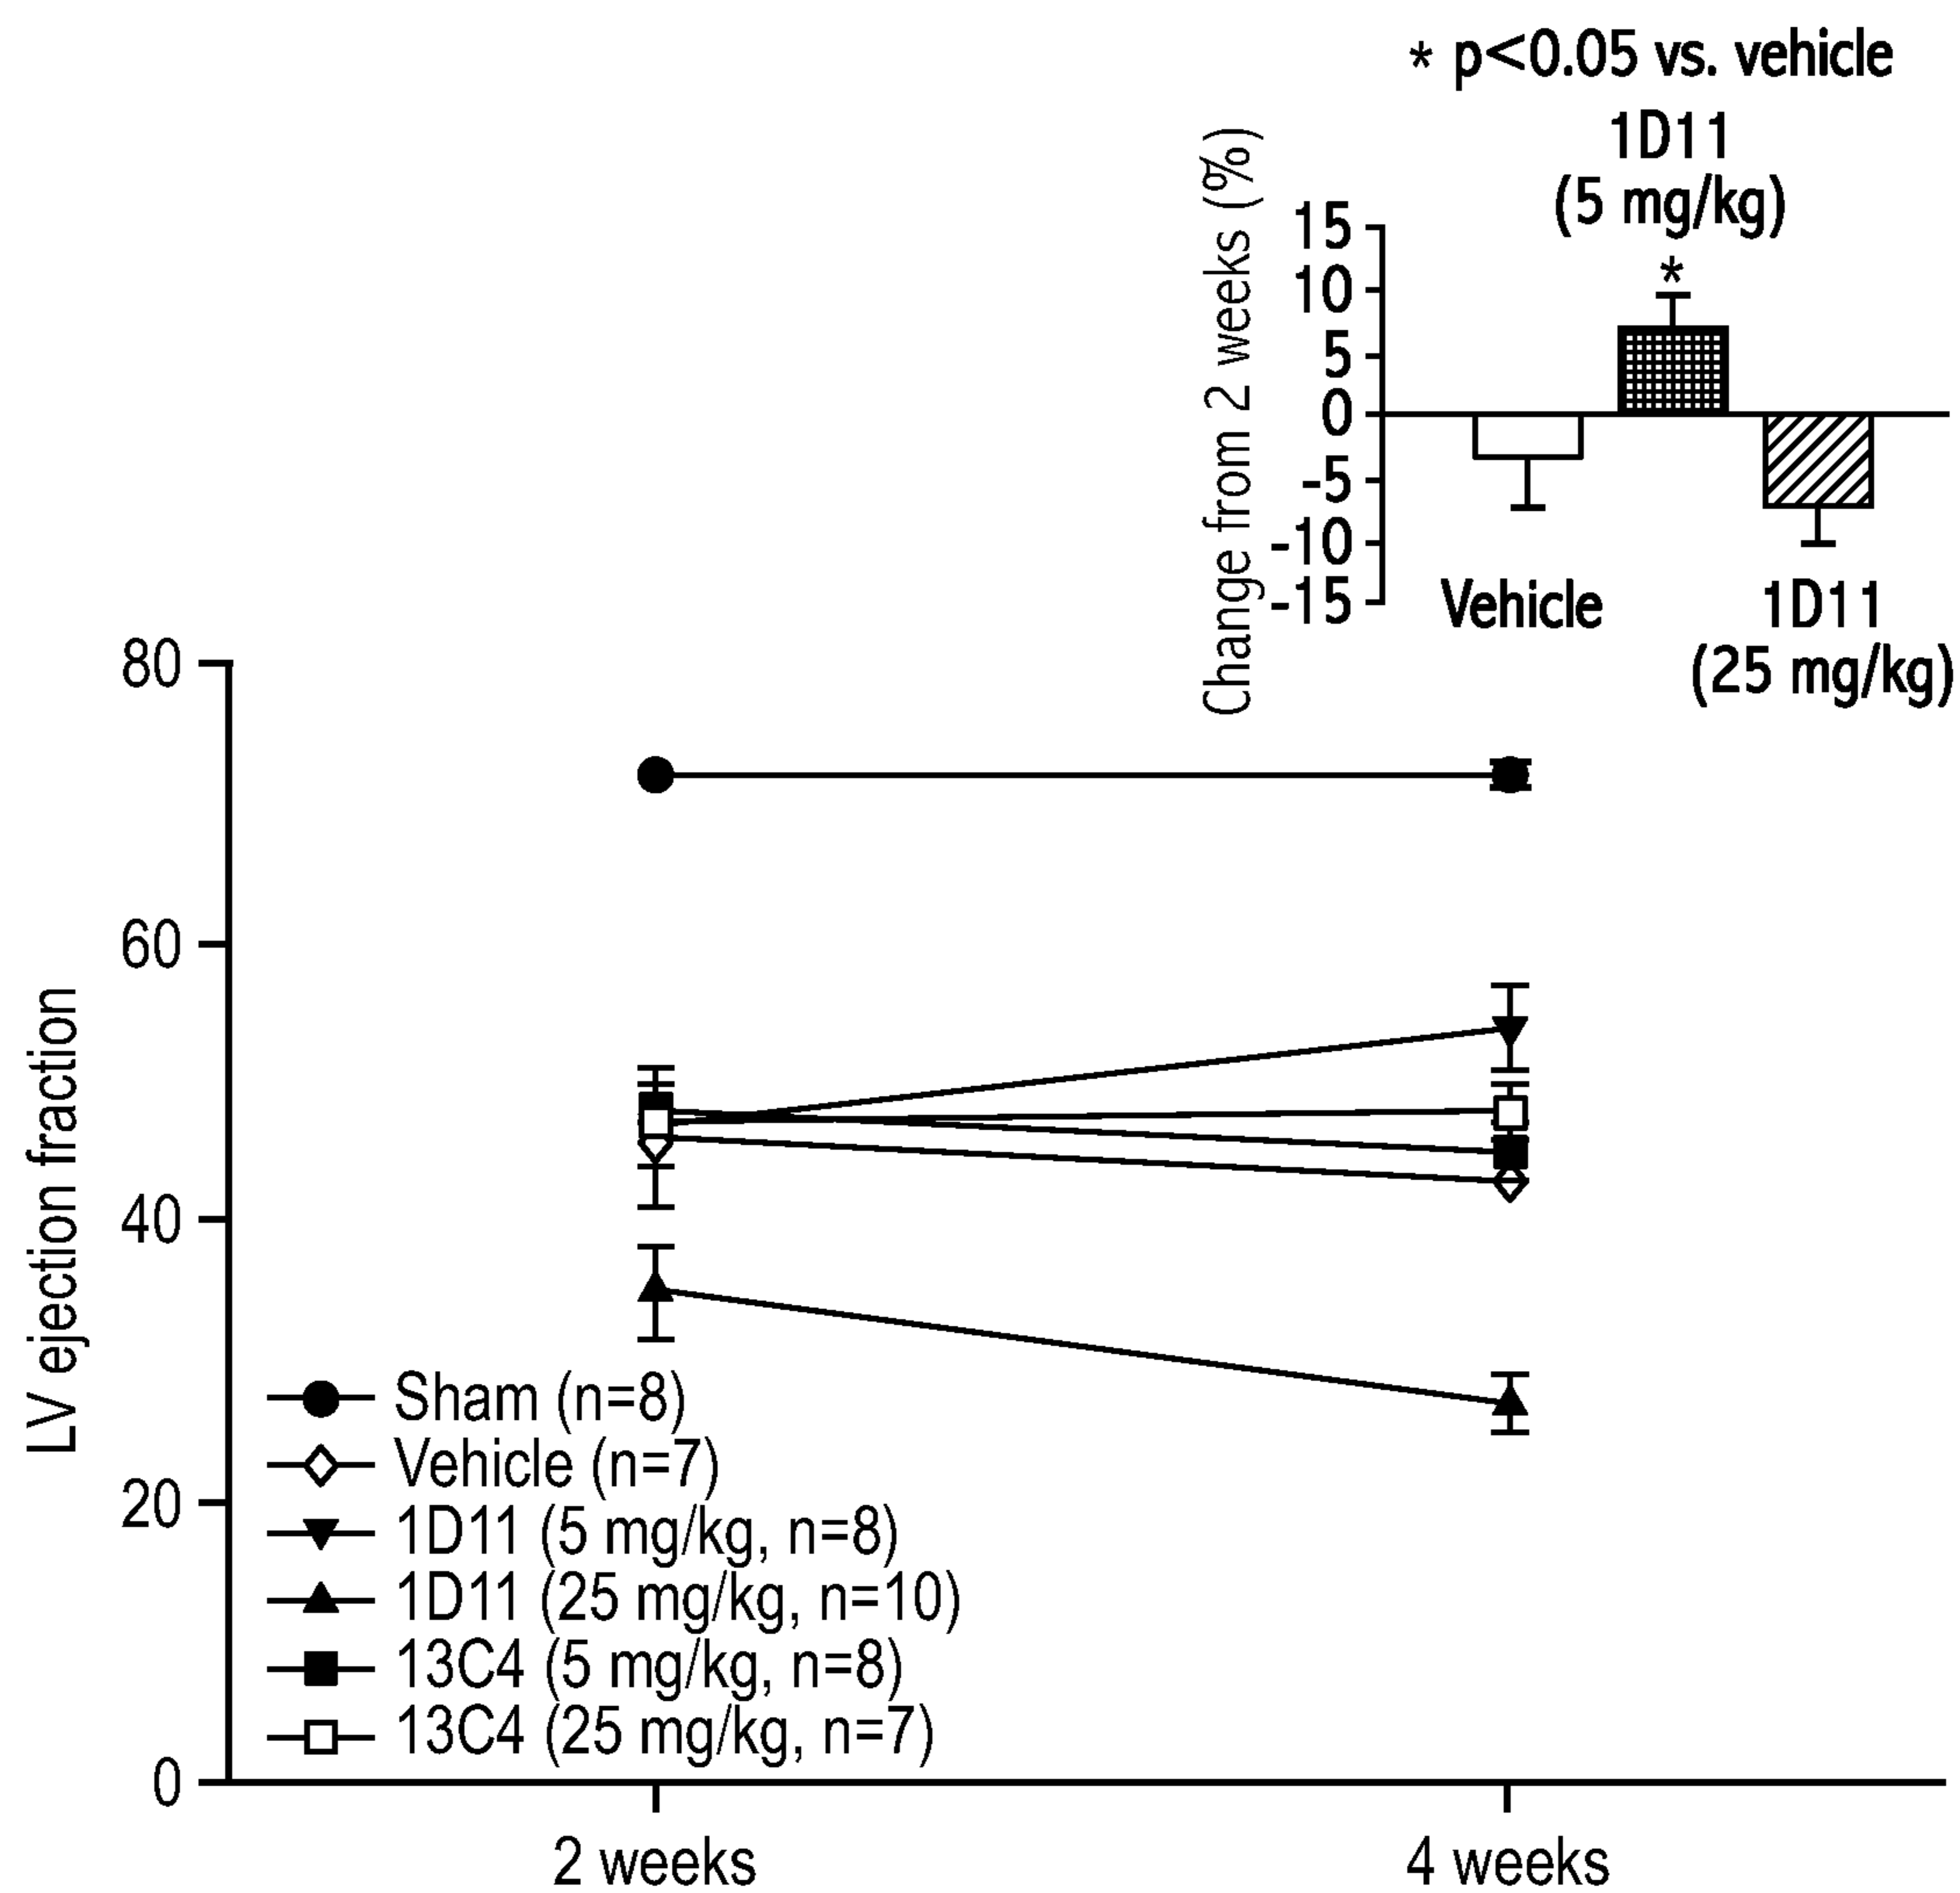 * p<0.05 vs. vehicle
1D11
(5 mg/kg)
Change from 2 weeks (%)
15
10
5
0
-5
-10
-15
*
Vehicle
1D11
(25 mg/kg)
LV ejection fraction
80
60
40
20
0
Sham (n=8)
Vehicle (n=7)
1D11 (5 mg/kg, n=8)
1D11 (25 mg/kg, n=10)
13C4 (5 mg/kg, n=8)
13C4 (25 mg/kg, n=7)
2 weeks
4 weeks